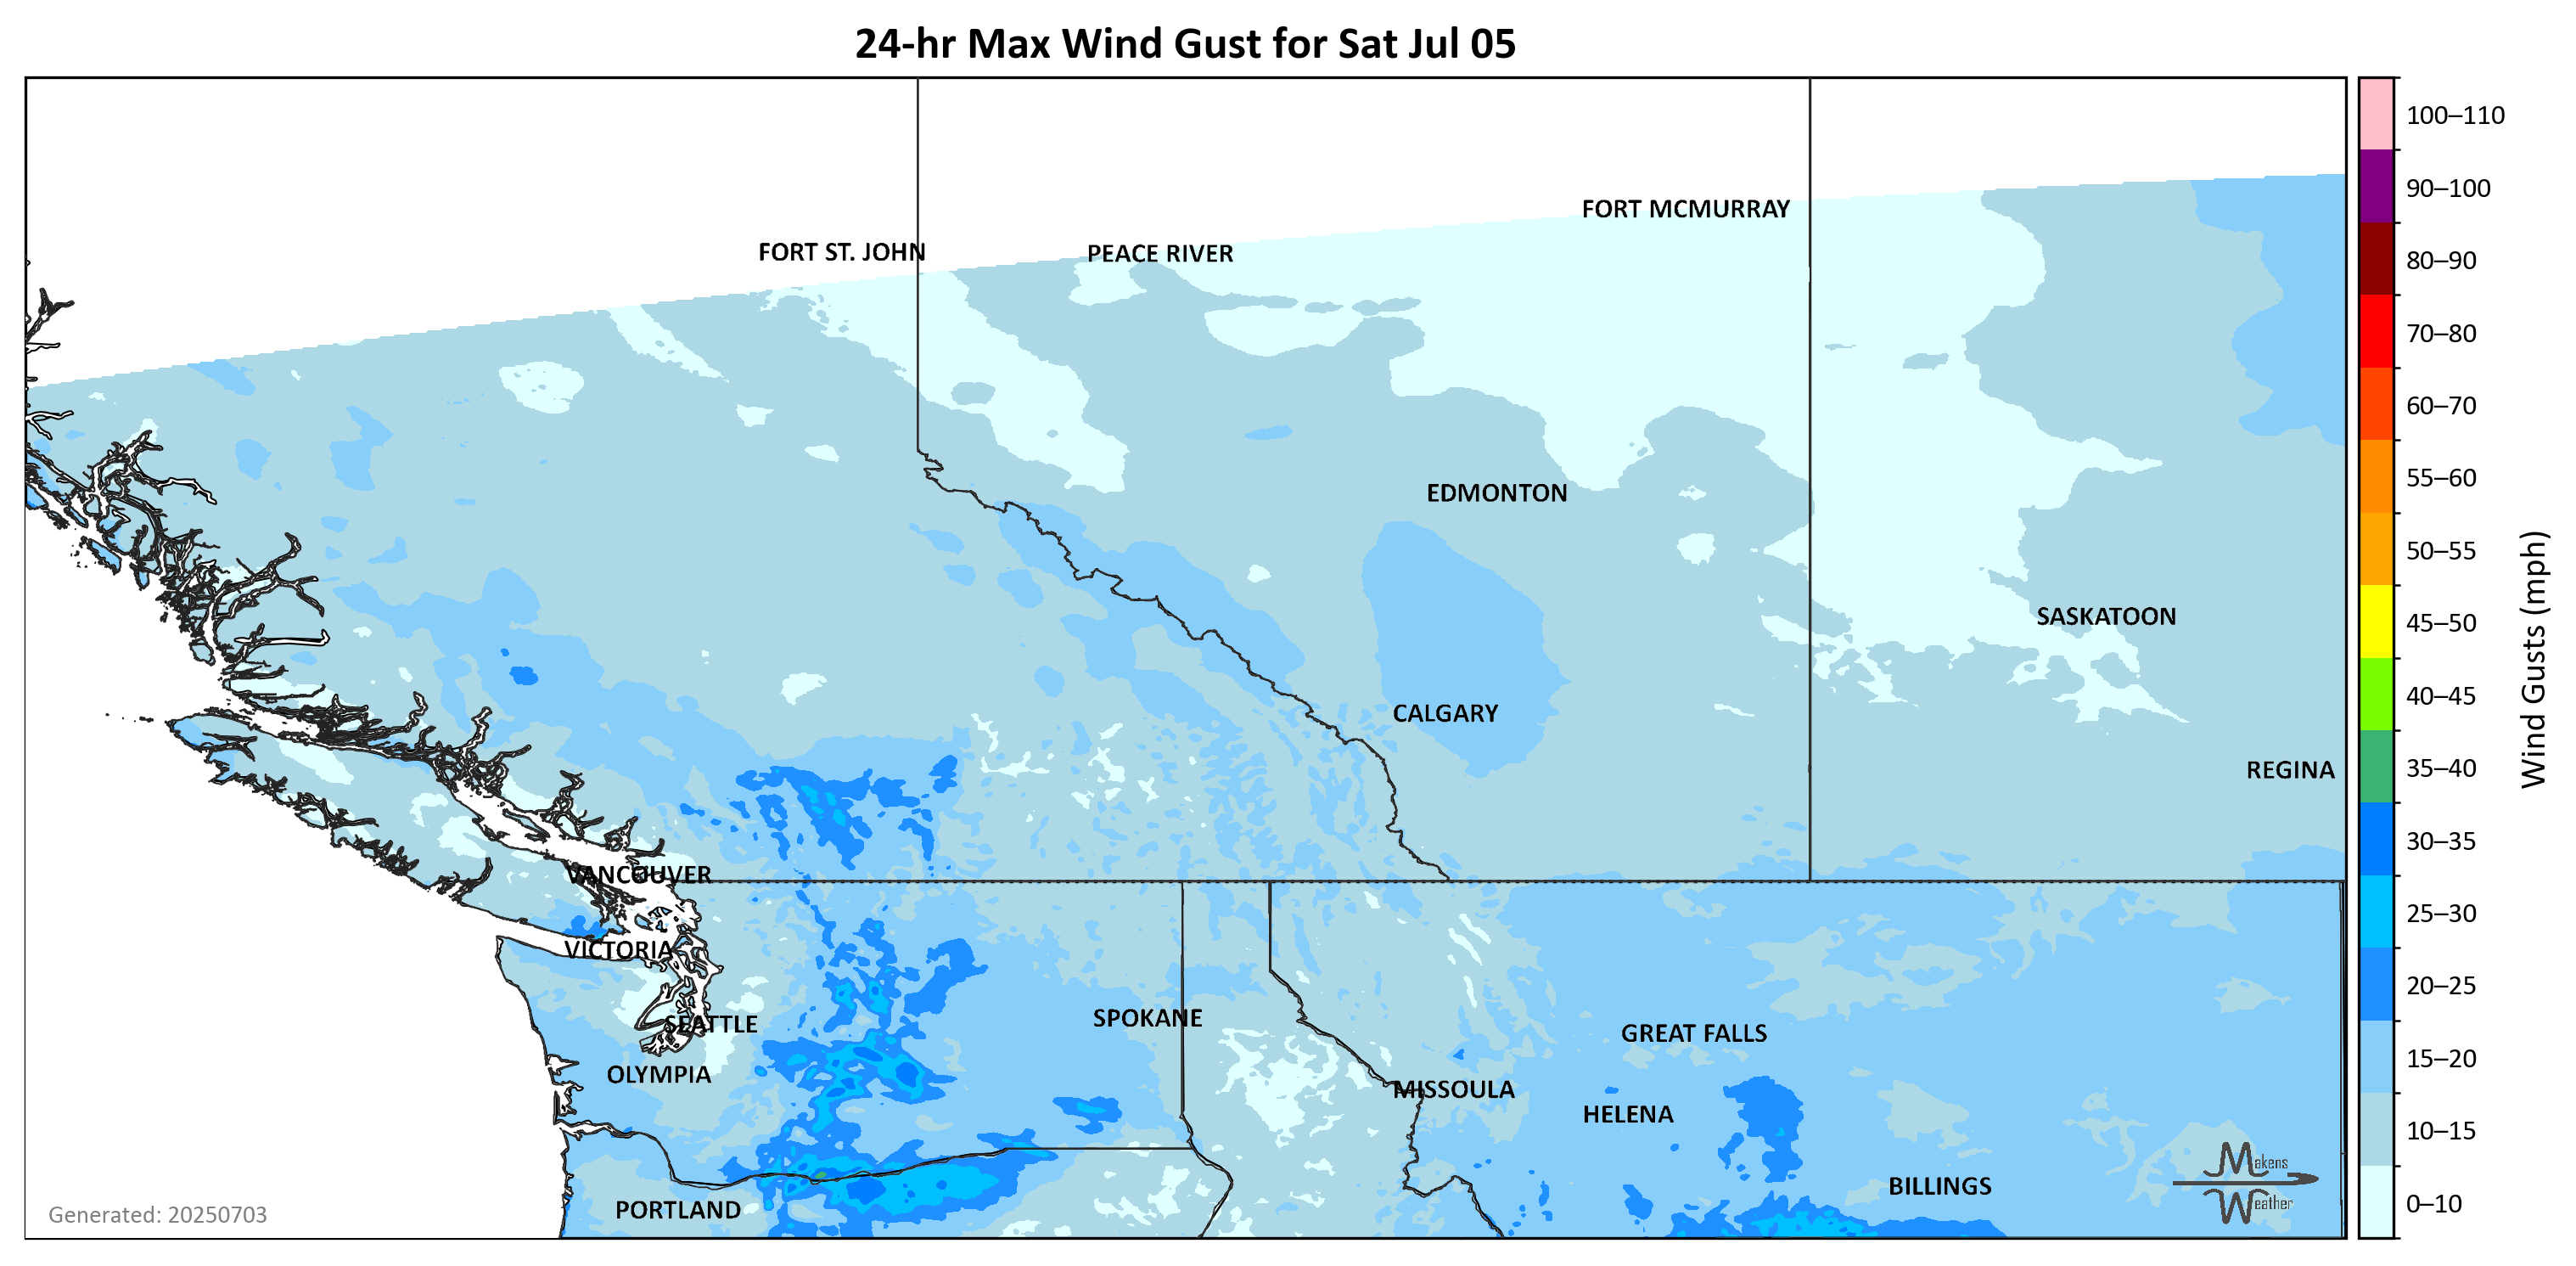 24-hr Max Wind Gust for Sat Jul 05
100–110
90–100
80–90
70–80
60–70
55–60
50–55
45–50
40–45
35–40
30–35
25–30
20–25
15–20
10–15
0–10
Wind Gusts (mph)
FORT MCMURRAY
FORT ST. JOHN
PEACE RIVER
EDMONTON
SASKATOON
CALGARY
REGINA
VANCOUVER
VICTORIA
SEATTLE
SPOKANE
GREAT FALLS
OLYMPIA
MISSOULA
HELENA
BILLINGS
PORTLAND
Makens
Weather
Generated: 20250703